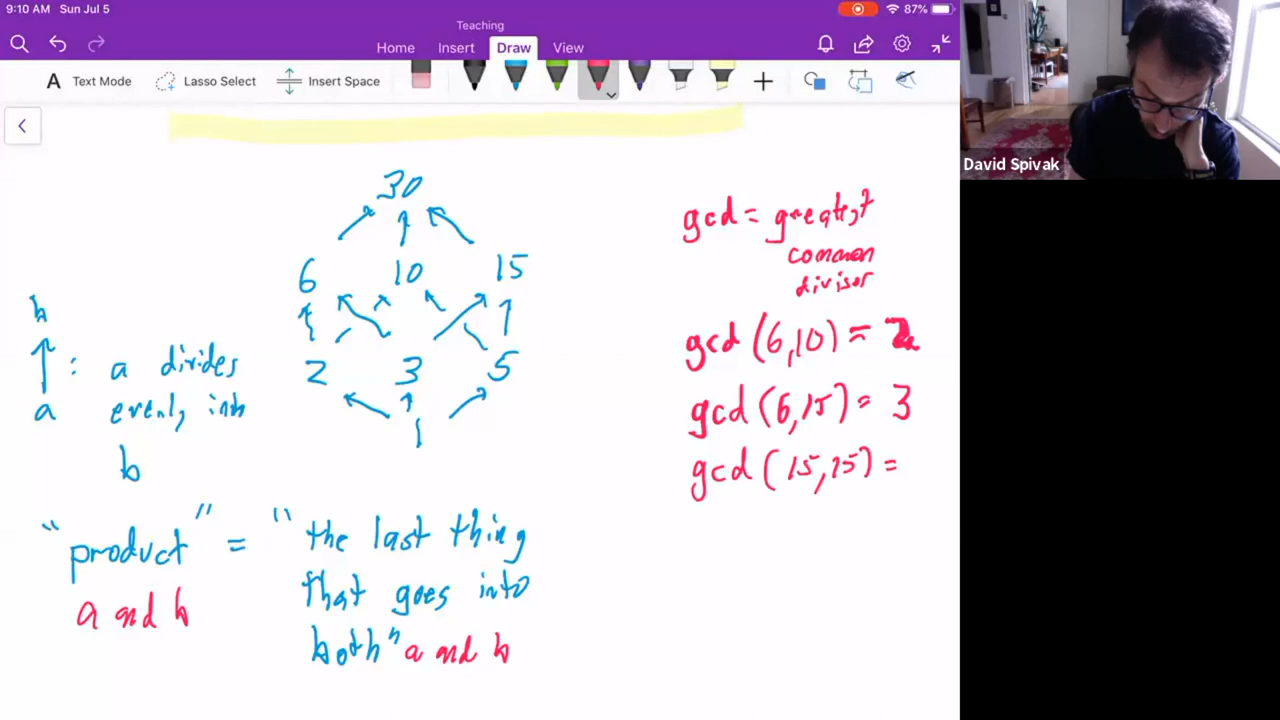 9:10 AM Sun Jul 5
87%
Teaching
Home Insert Draw View
Text Mode Lasso Select Insert Space
David Spivak
30
6 10 15
2 3 5
1
b
↑ : a divides
a evenly into
b
gcd = greatest
common
divisor
gcd (6,10) = 2
gcd (6,15) = 3
gcd (15,15) =
"product" = "the last thing
a and b that goes into
both" a and b